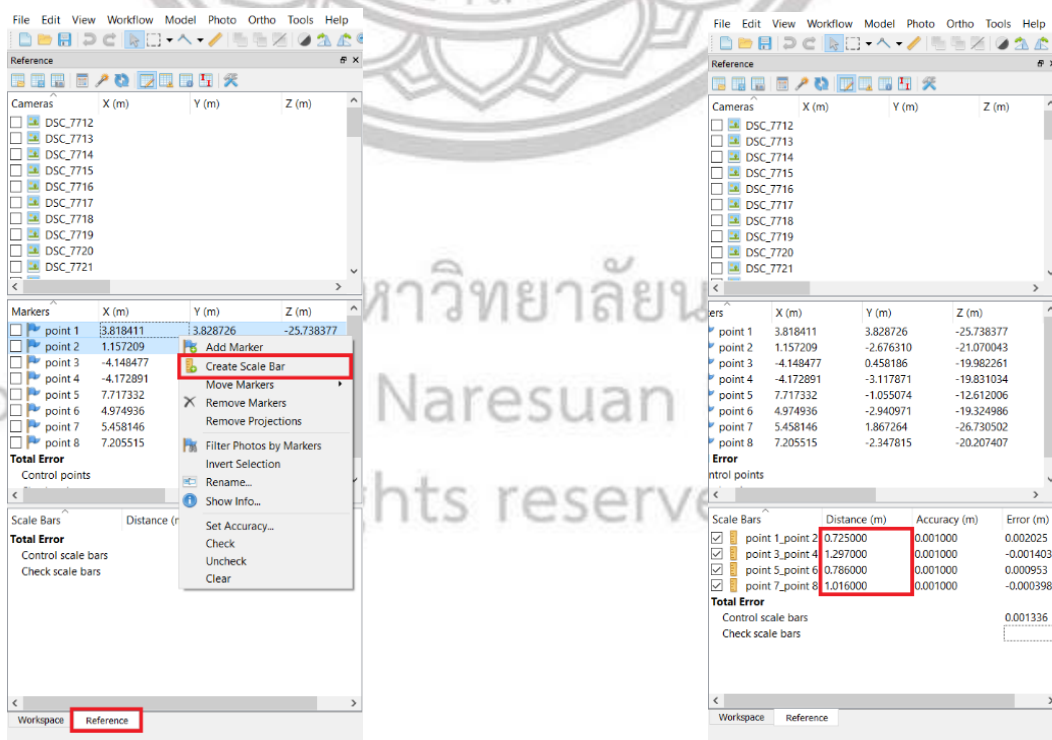 File Edit View Workflow Model Photo Ortho Tools Help
Reference
Cameras X (m) Y (m) Z (m)
DSC_7712
DSC_7713
DSC_7714
DSC_7715
DSC_7716
DSC_7717
DSC_7718
DSC_7719
DSC_7720
DSC_7721
Markers X (m) Y (m) Z (m)
point 1 3.818411 3.828726 -25.738377
point 2 1.157209
point 3 -4.148477
point 4 -4.172891
point 5 7.717332
point 6 4.974936
point 7 5.458146
point 8 7.205515
Total Error
Control points
Add Marker
Create Scale Bar
Move Markers
Remove Markers
Remove Projections
Filter Photos by Markers
Invert Selection
Rename...
Show Info...
Set Accuracy...
Check
Uncheck
Clear
Scale Bars Distance (r
Total Error
Control scale bars
Check scale bars
Workspace Reference
หาวิทยาลัยน
Naresuan
hts reserve
File Edit View Workflow Model Photo Ortho Tools Help
Reference
Cameras X (m) Y (m) Z (m)
DSC_7712
DSC_7713
DSC_7714
DSC_7715
DSC_7716
DSC_7717
DSC_7718
DSC_7719
DSC_7720
DSC_7721
ers X (m) Y (m) Z (m)
point 1 3.818411 3.828726 -25.738377
point 2 1.157209 -2.676310 -21.070043
point 3 -4.148477 0.458186 -19.982261
point 4 -4.172891 -3.117871 -19.831034
point 5 7.717332 -1.055074 -12.612006
point 6 4.974936 -2.940971 -19.324986
point 7 5.458146 1.867264 -26.730502
point 8 7.205515 -2.347815 -20.207407
Error
ntrol points
Scale Bars Distance (m) Accuracy (m) Error (m)
point 1_point 2 0.725000 0.001000 0.002025
point 3_point 4 1.297000 0.001000 -0.001403
point 5_point 6 0.786000 0.001000 0.000953
point 7_point 8 1.016000 0.001000 -0.000398
Total Error
Control scale bars 0.001336
Check scale bars
Workspace Reference